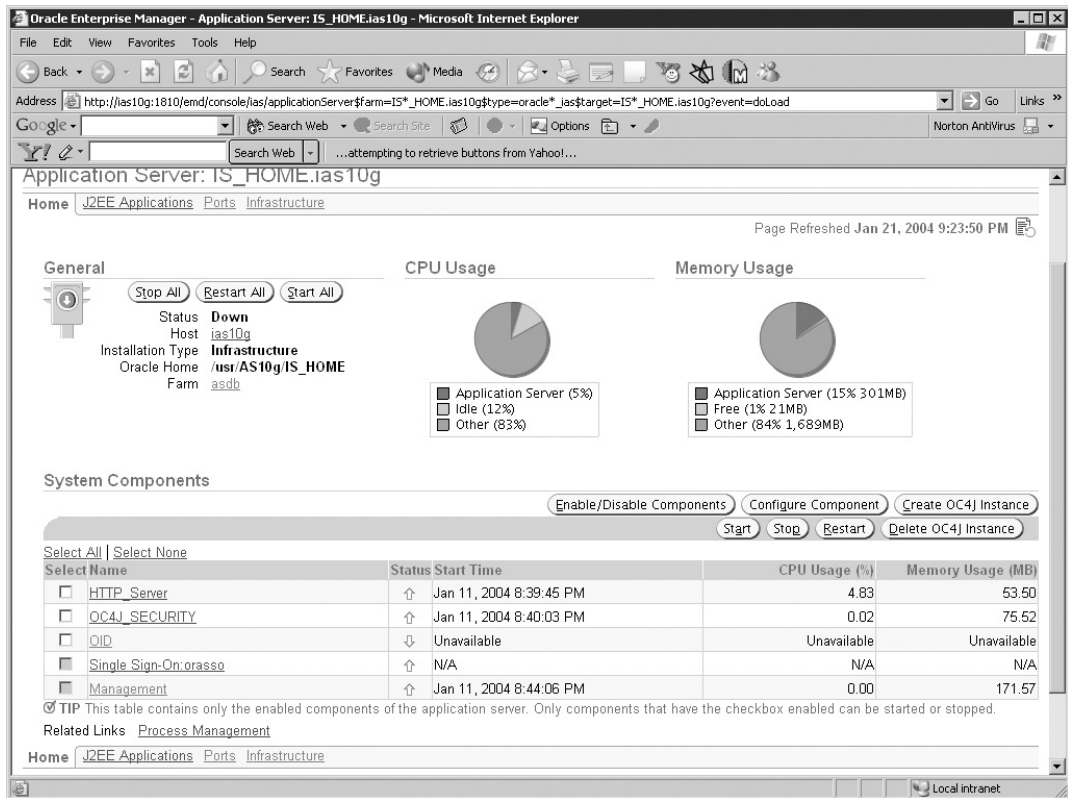 Oracle Enterprise Manager - Application Server: IS_HOME.ias10g - Microsoft Internet Explorer
File Edit View Favorites Tools Help
Back Search Favorites Media
Address http://ias10g:1810/emd/console/ias/applicationServer$farm=IS*_HOME.ias10g$type=oracle*_ias$target=IS*_HOME.ias10g?event=doLoad Go Links »
Google Search Web Search Site Options Norton AntiVirus
Y! Search Web ...attempting to retrieve buttons from Yahoo!...
Application Server: IS_HOME.ias10g
Home J2EE Applications Ports Infrastructure
Page Refreshed Jan 21, 2004 9:23:50 PM
General
Stop All Restart All Start All
Status Down
Host ias10g
Installation Type Infrastructure
Oracle Home /usr/AS10g/IS_HOME
Farm asdb
CPU Usage
Application Server (5%)
Idle (12%)
Other (83%)
Memory Usage
Application Server (15% 301MB)
Free (1% 21MB)
Other (84% 1,689MB)
System Components
Enable/Disable Components Configure Component Create OC4J Instance
Start Stop Restart Delete OC4J Instance
Select All | Select None
Select Name Status Start Time CPU Usage (%) Memory Usage (MB)
HTTP_Server Jan 11, 2004 8:39:45 PM 4.83 53.50
OC4J_SECURITY Jan 11, 2004 8:40:03 PM 0.02 75.52
OID Unavailable Unavailable Unavailable
Single Sign-On:orasso N/A N/A N/A
Management Jan 11, 2004 8:44:06 PM 0.00 171.57
TIP This table contains only the enabled components of the application server. Only components that have the checkbox enabled can be started or stopped.
Related Links Process Management
Home J2EE Applications Ports Infrastructure
Local intranet